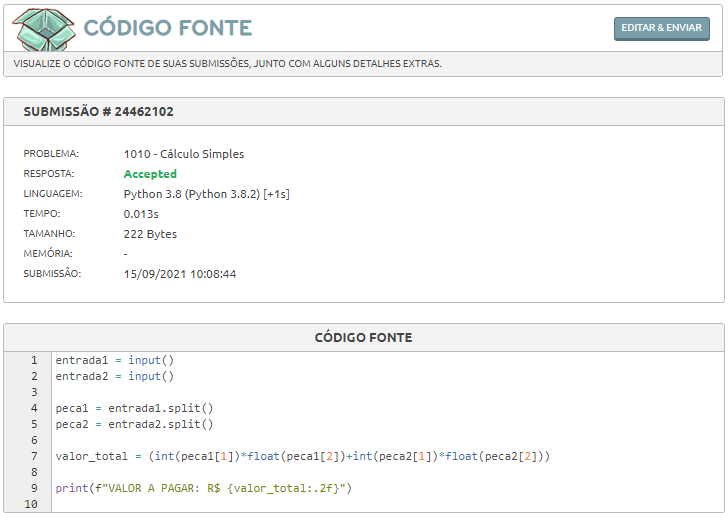 CÓDIGO FONTE
EDITAR & ENVIAR
VISUALIZE O CÓDIGO FONTE DE SUAS SUBMISSÕES, JUNTO COM ALGUNS DETALHES EXTRAS.
SUBMISSÃO # 24462102
PROBLEMA: 1010 - Cálculo Simples
RESPOSTA: Accepted
LINGUAGEM: Python 3.8 (Python 3.8.2) [+1s]
TEMPO: 0.013s
TAMANHO: 222 Bytes
MEMÓRIA: -
SUBMISSÃO: 15/09/2021 10:08:44
CÓDIGO FONTE
1 entrada1 = input()
2 entrada2 = input()
3
4 peca1 = entrada1.split()
5 peca2 = entrada2.split()
6
7 valor_total = (int(peca1[1])*float(peca1[2])+int(peca2[1])*float(peca2[2]))
8
9 print(f"VALOR A PAGAR: R$ {valor_total:.2f}")
10